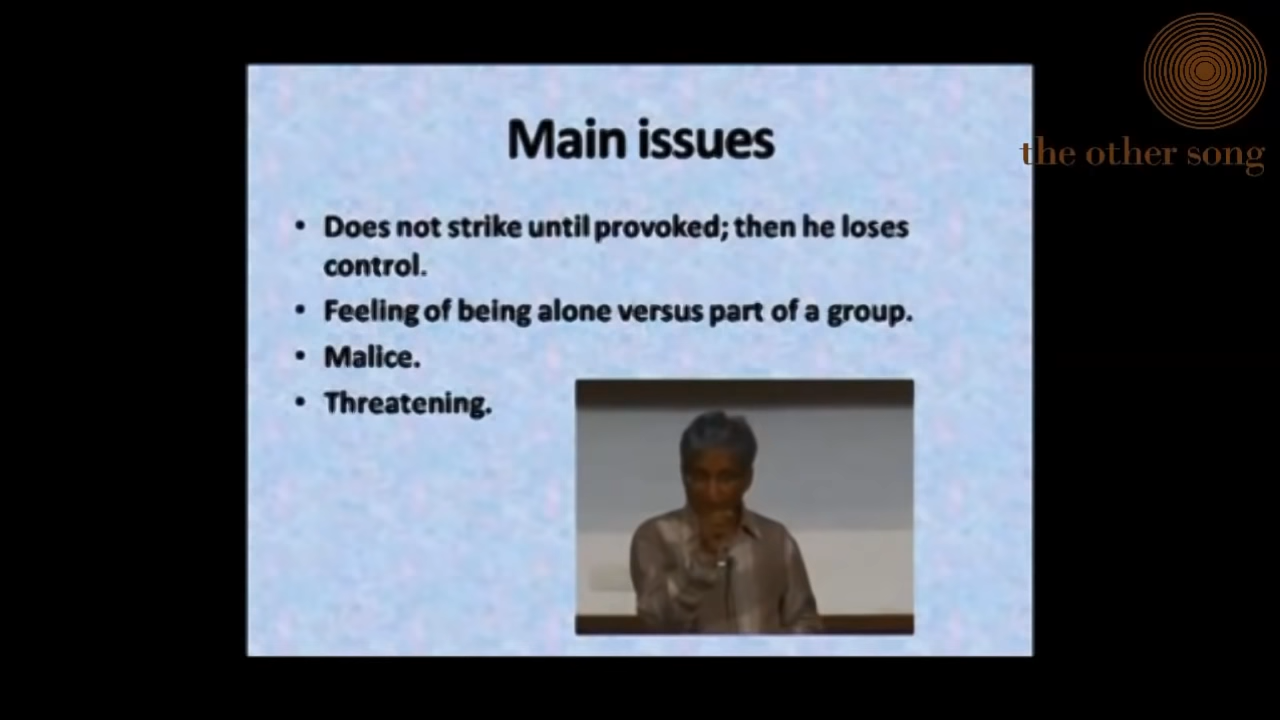 the other song
Main issues
• Does not strike until provoked; then he loses
control.
• Feeling of being alone versus part of a group.
• Malice.
• Threatening.